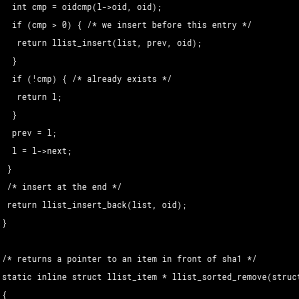 int cmp = oidcmp(l->oid, oid);
if (cmp > 0) { /* we insert before this entry */
return llist_insert(list, prev, oid);
}
if (!cmp) { /* already exists */
return l;
}
prev = l;
l = l->next;
}
/* insert at the end */
return llist_insert_back(list, oid);
}
/* returns a pointer to an item in front of sha1 */
static inline struct llist_item * llist_sorted_remove(struct
{